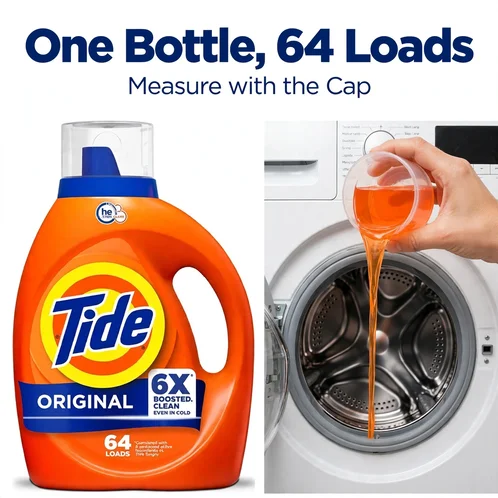 One Bottle, 64 Loads
Measure with the Cap
he
Tide
ORIGINAL
6X*
BOOSTED.
CLEAN
EVEN IN COLD
64
LOADS